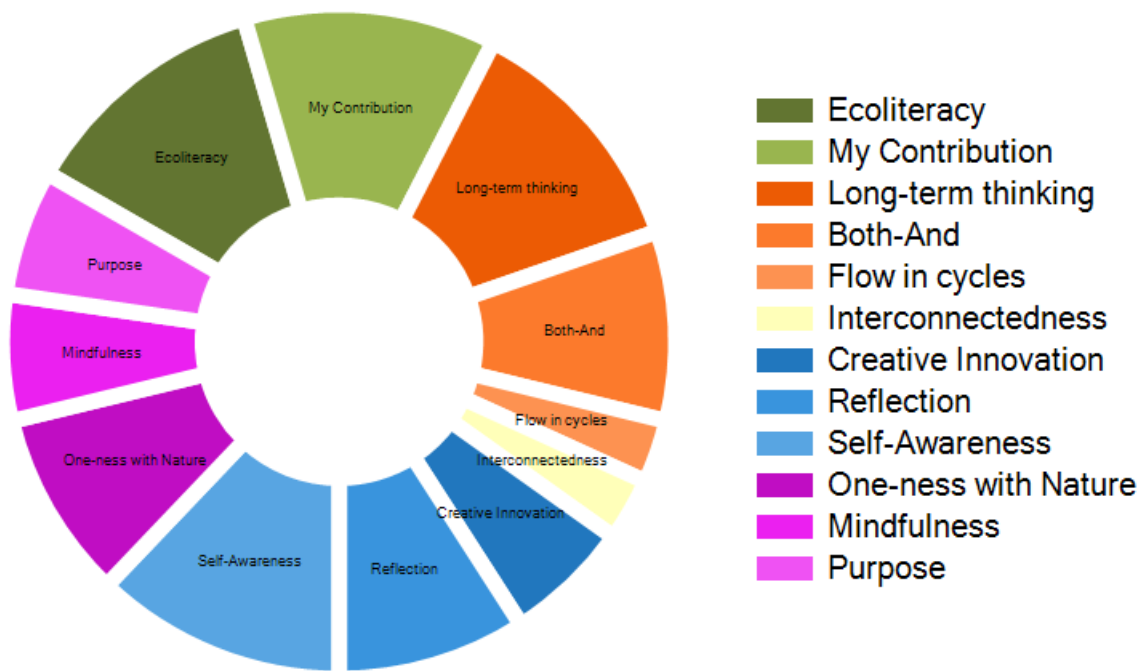 My Contribution
Ecoliteracy
Long-term thinking
Purpose
Both-And
Mindfulness
Flow in cycles
One-ness with Nature
Interconnectedness
Creative Innovation
Self-Awareness
Reflection
Ecoliteracy
My Contribution
Long-term thinking
Both-And
Flow in cycles
Interconnectedness
Creative Innovation
Reflection
Self-Awareness
One-ness with Nature
Mindfulness
Purpose